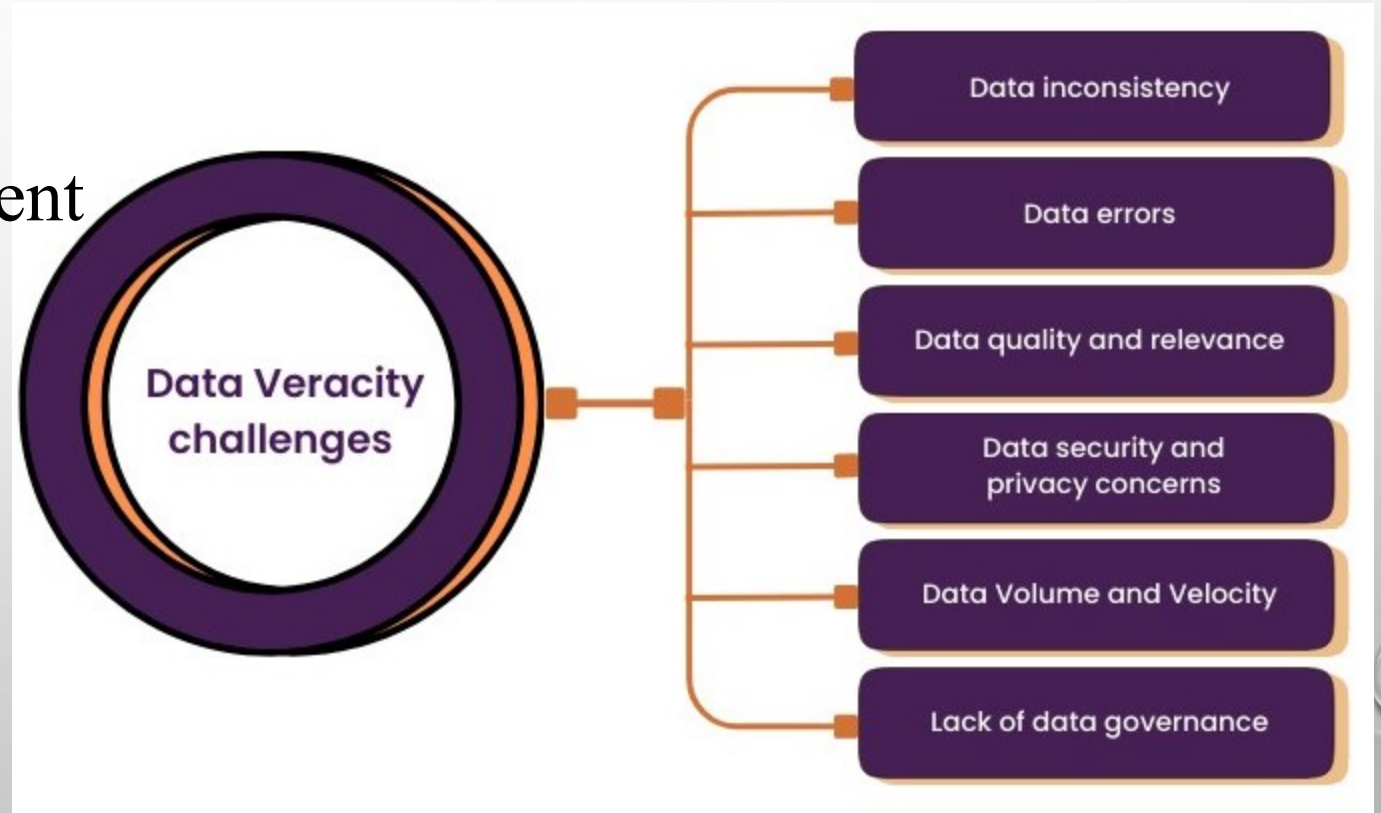 ent
Data Veracity
challenges
Data inconsistency
Data errors
Data quality and relevance
Data security and
privacy concerns
Data Volume and Velocity
Lack of data governance